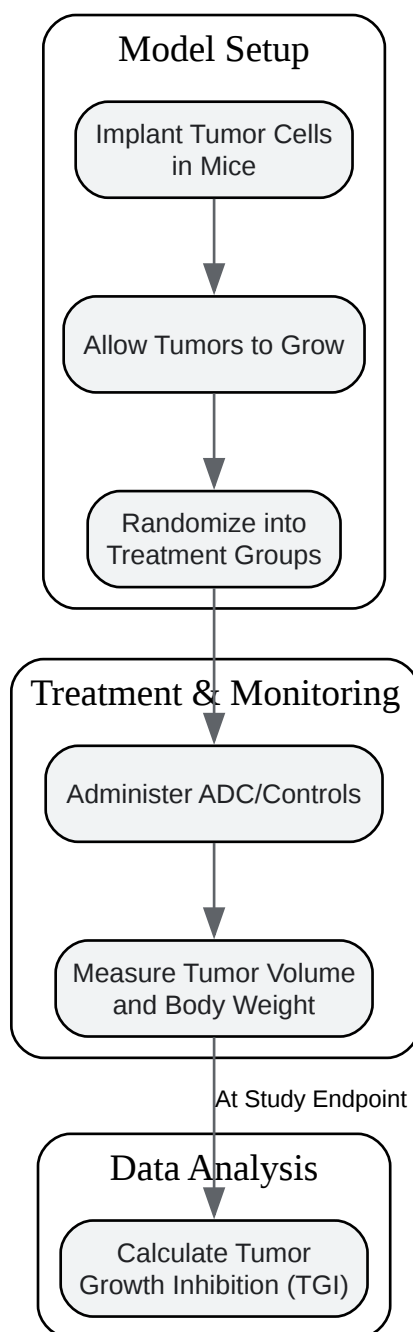 Model Setup
Implant Tumor Cells
in Mice
Allow Tumors to Grow
Randomize into
Treatment Groups
Treatment & Monitoring
Administer ADC/Controls
Measure Tumor Volume
and Body Weight
At Study Endpoint
Data Analysis
Calculate Tumor
Growth Inhibition (TGI)